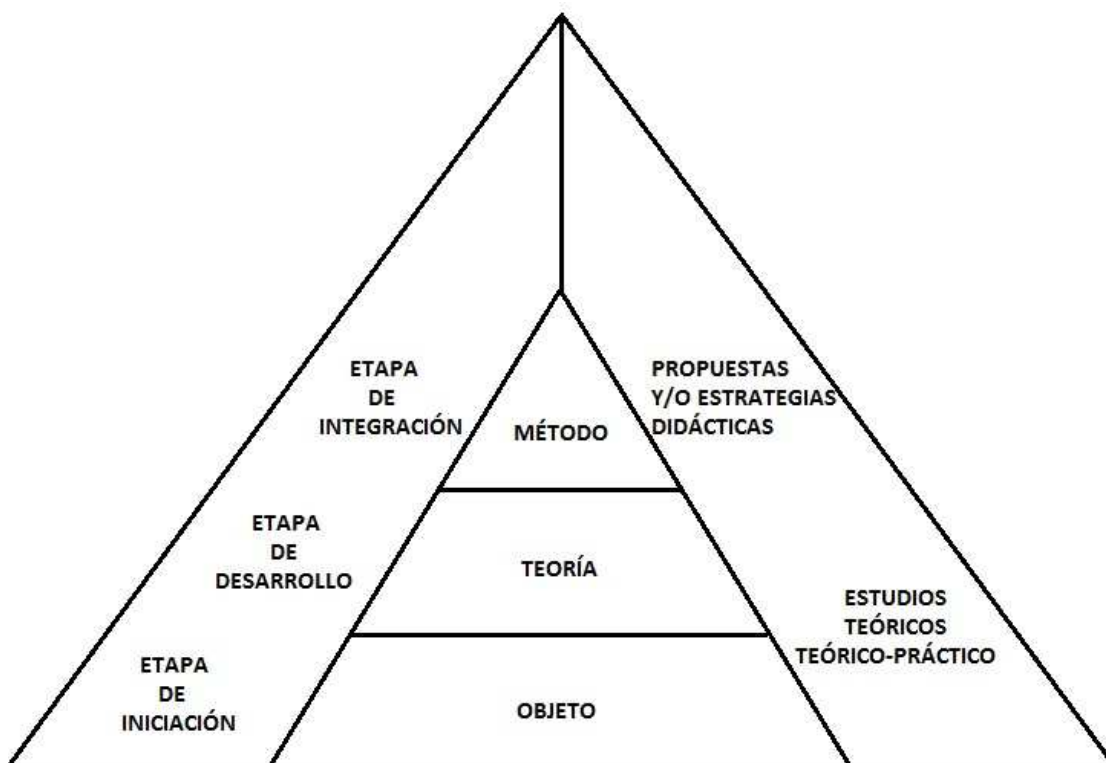 ETAPA
DE
INTEGRACIÓN
PROPUESTAS
Y/O ESTRATEGIAS
DIDÁCTICAS
MÉTODO
ETAPA
DE
DESARROLLO
TEORÍA
ESTUDIOS
TEÓRICOS
TEÓRICO-PRÁCTICO
ETAPA
DE
INICIACIÓN
OBJETO